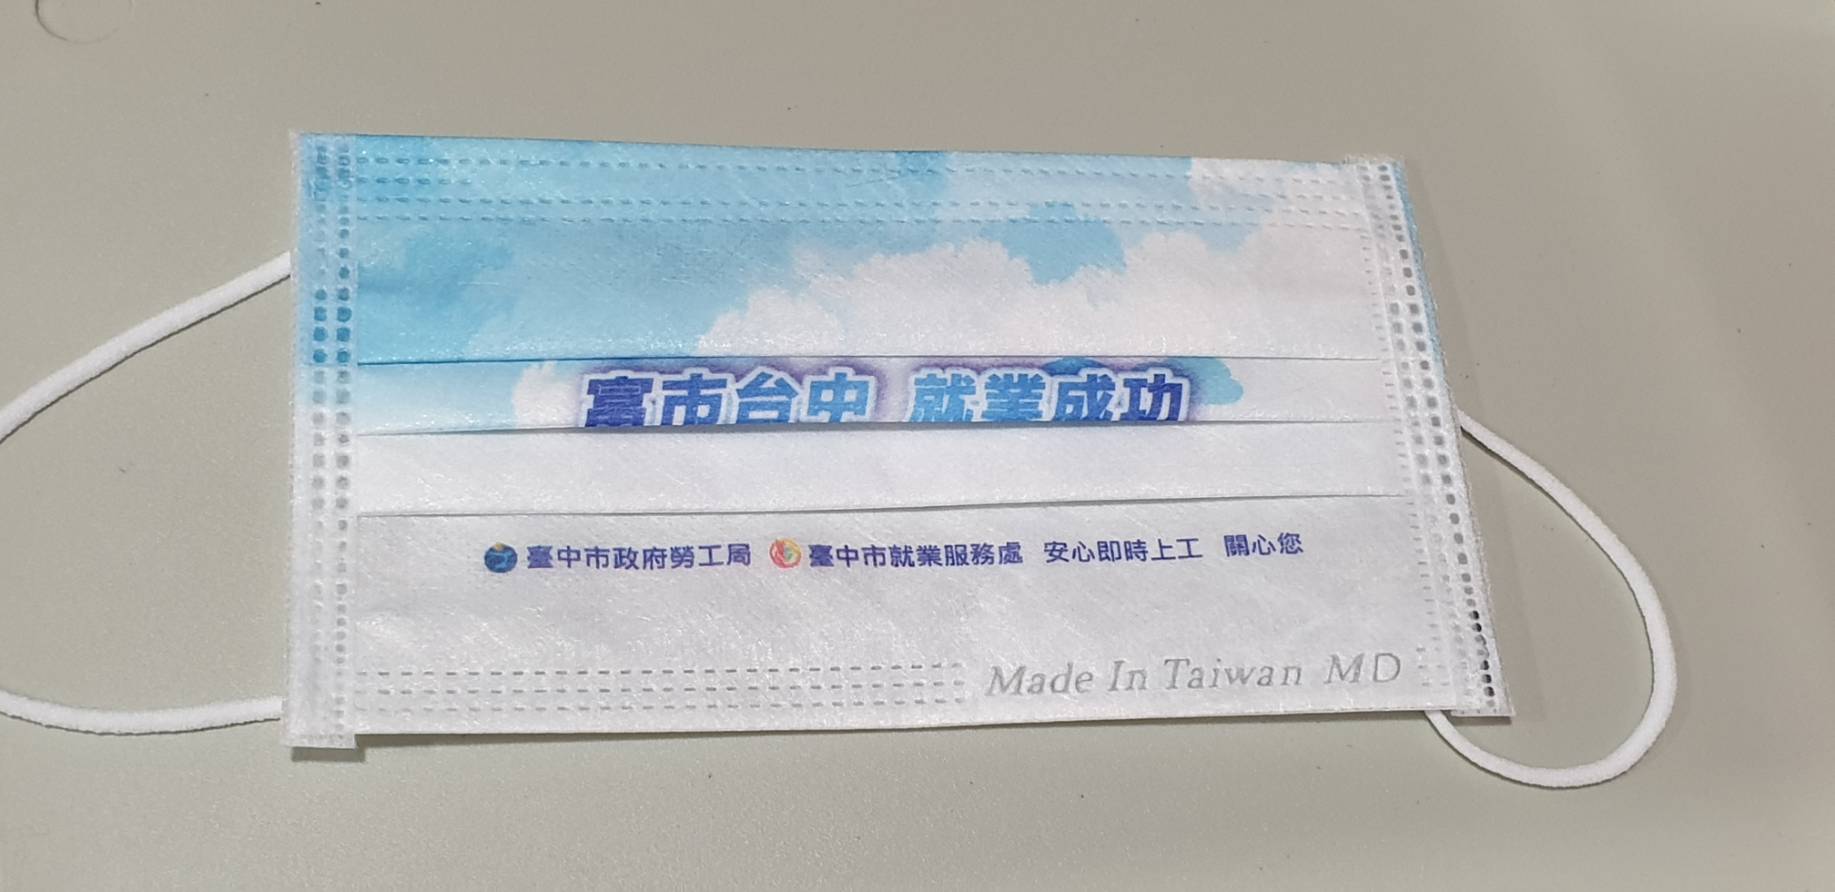 富市台中 就業成功
臺中市政府勞工局 臺中市就業服務處 安心即時上工 關心您
Made In Taiwan MD